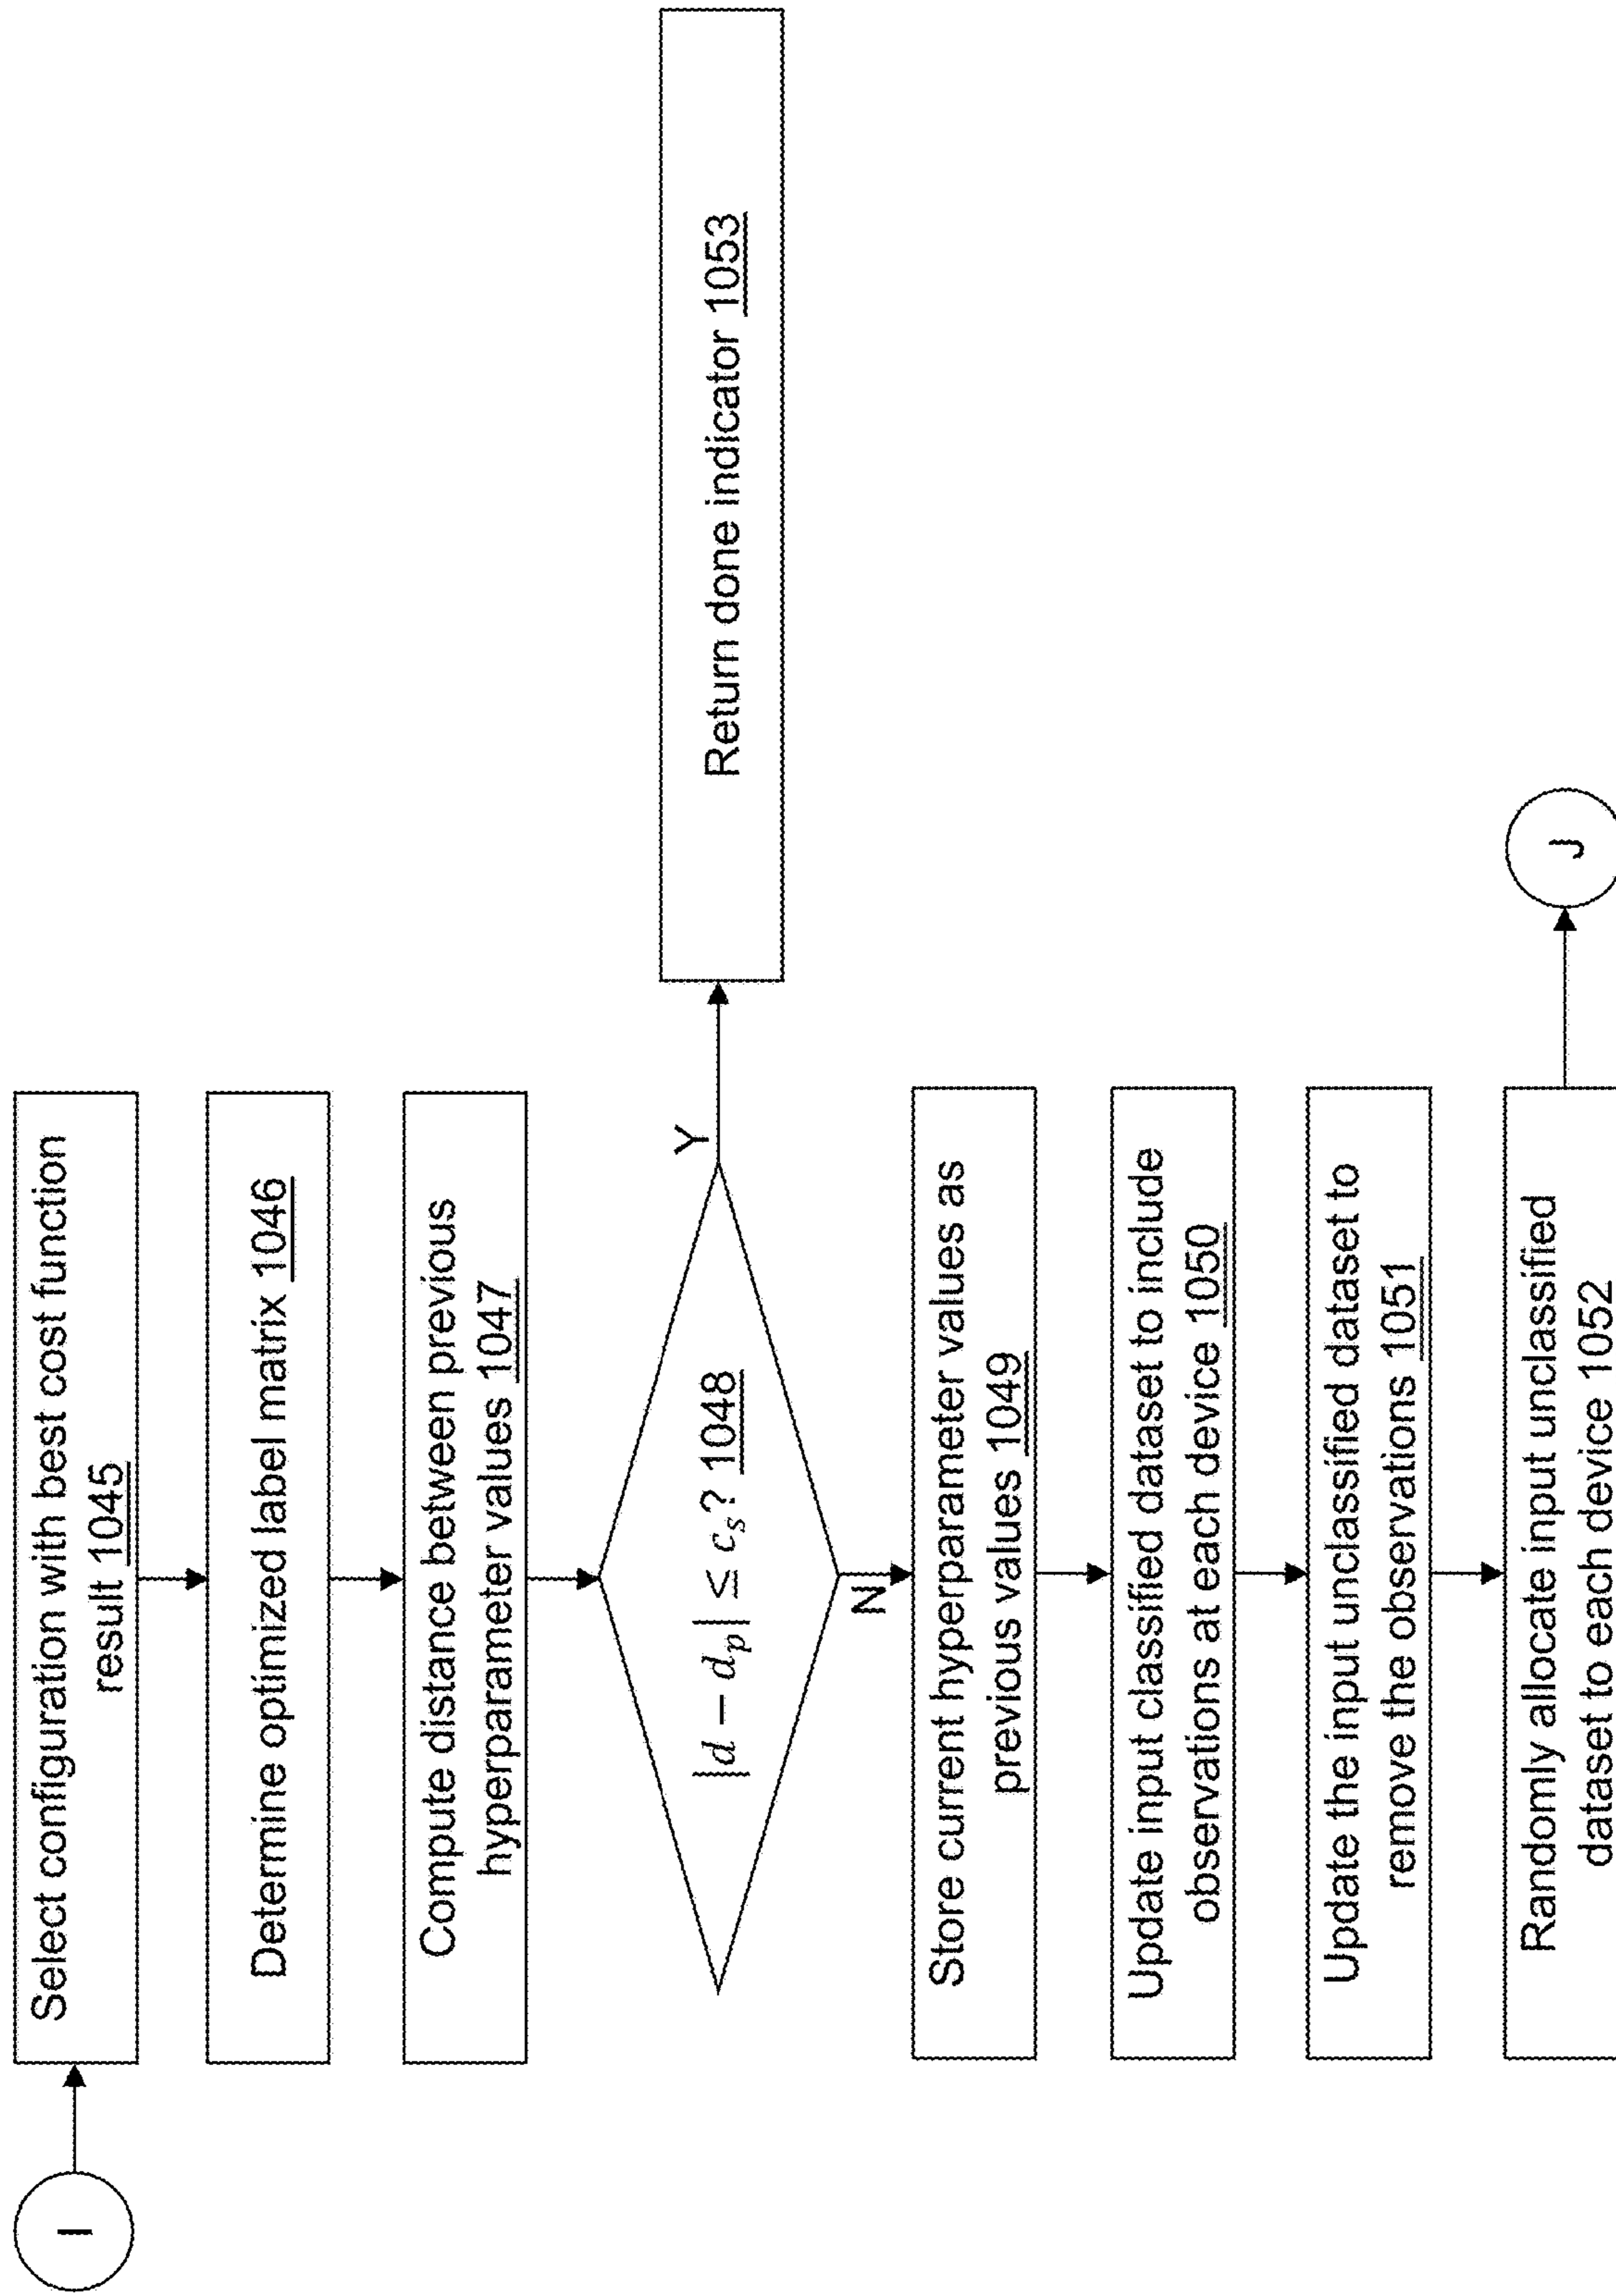 I
Select configuration with best cost function
result 1045
Determine optimized label matrix 1046
Compute distance between previous
hyperparameter values 1047
|d − d_p| ≤ c_s? 1048
Y
Return done indicator 1053
N
Store current hyperparameter values as
previous values 1049
Update input classified dataset to include
observations at each device 1050
Update the input unclassified dataset to
remove the observations 1051
Randomly allocate input unclassified
dataset to each device 1052
J